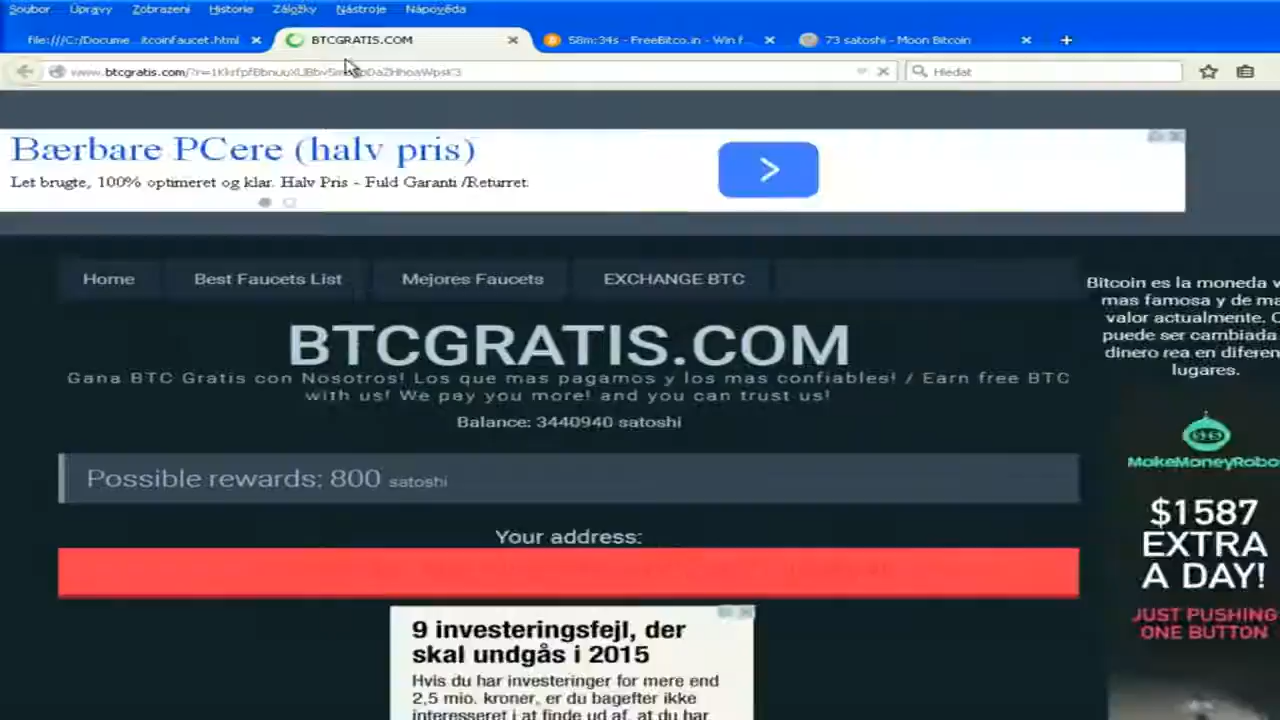 Soubor Úpravy Zobrazení Historie Záložky Nástroje Nápověda
file:///C:/Docume...itcoinfaucet.html
BTCGRATIS.COM
58m:34s - FreeBitco.in - Win f...
73 satoshi - Moon Bitcoin
Hledat
Bærbare PCere (halv pris)
Let brugte, 100% optimeret og klar. Halv Pris - Fuld Garanti /Returret.
Home
Best Faucets List
Mejores Faucets
EXCHANGE BTC
BTCGRATIS.COM
Gana BTC Gratis con Nosotros! Los que mas pagamos y los mas confiables! / Earn free BTC
with us! We pay you more! and you can trust us!
Balance: 3440940 satoshi
Possible rewards: 800 satoshi
Your address:
9 investeringsfejl, der
skal undgås i 2015
Hvis du har investeringer for mere end
2,5 mio. kroner, er du bagefter ikke
interesseret i at finde ud af, at du har
Bitcoin es la moneda v
mas famosa y de ma
valor actualmente. C
puede ser cambiada
dinero rea en diferen
lugares.
MakeMoneyRobo
$1587
EXTRA
A DAY!
JUST PUSHING
ONE BUTTON